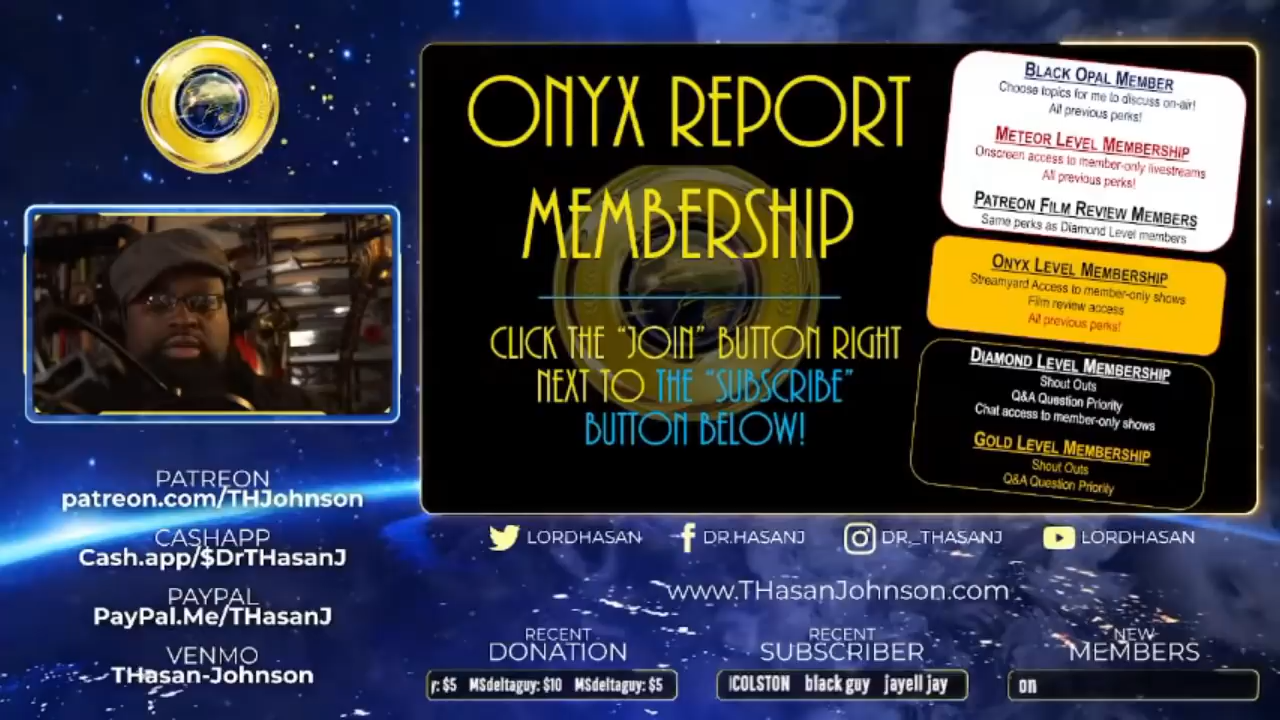 ONYX REPORT
MEMBERSHIP
CLICK THE “JOIN” BUTTON RIGHT
NEXT TO THE “SUBSCRIBE”
BUTTON BELOW!
BLACK OPAL MEMBER
Choose topics for me to discuss on-air!
All previous perks!
METEOR LEVEL MEMBERSHIP
Onscreen access to member-only livestreams
All previous perks!
PATREON FILM REVIEW MEMBERS
Same perks as Diamond Level members
ONYX LEVEL MEMBERSHIP
Streamyard Access to member-only shows
Film review access
All previous perks!
DIAMOND LEVEL MEMBERSHIP
Shout Outs
Q&A Question Priority
Chat access to member-only shows
GOLD LEVEL MEMBERSHIP
Shout Outs
Q&A Question Priority
PATREON
patreon.com/THJohnson
CASHAPP
Cash.app/$DrTHasanJ
PAYPAL
PayPal.Me/THasanJ
VENMO
THasan-Johnson
LORDHASAN DR.HASANJ DR._THASANJ LORDHASAN
www.THasanJohnson.com
RECENT
DONATION
r: $5 MSdeltaguy: $10 MSdeltaguy: $5
RECENT
SUBSCRIBER
COLSTON black guy jayell jay
NEW
MEMBERS
on